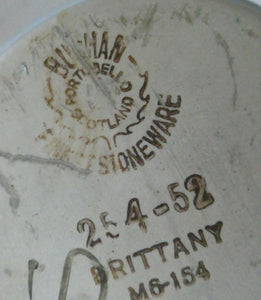 BUCHAN
PORTOBELLO
SCOTLAND
STONEWARE
254-52
BRITTANY
M6-154